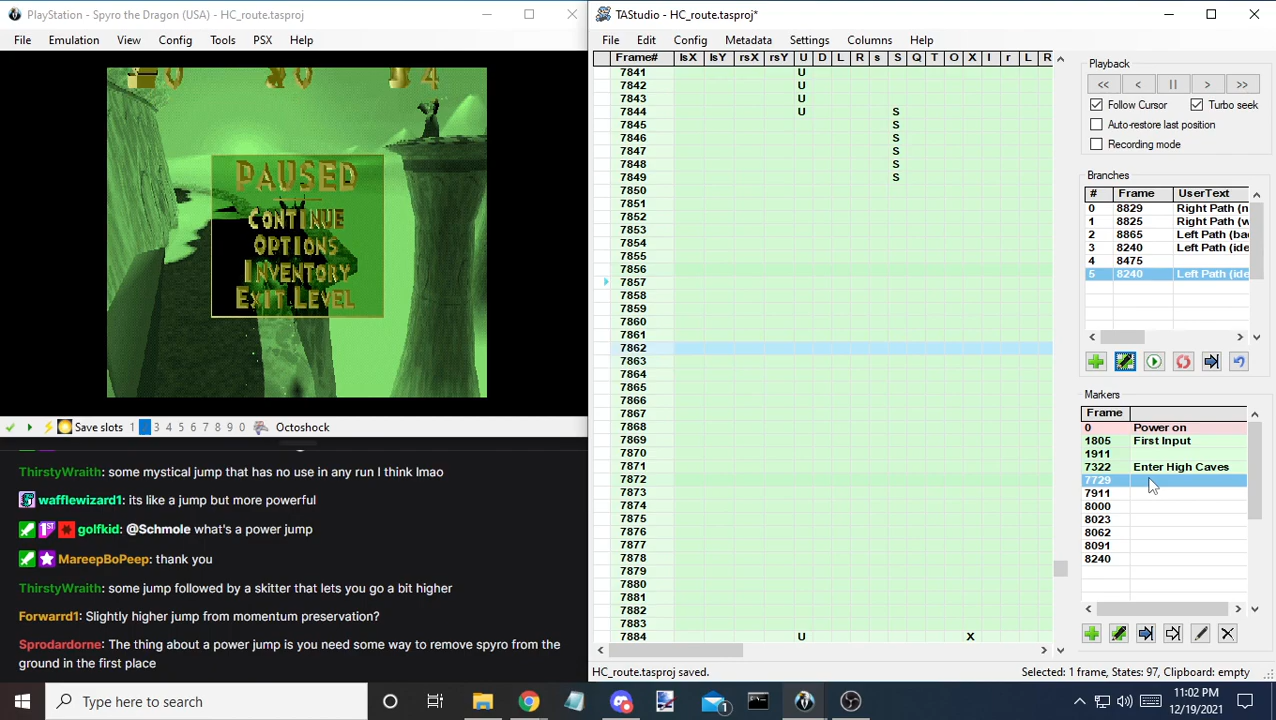 PlayStation - Spyro the Dragon (USA) - HC_route.tasproj
File Emulation View Config Tools PSX Help
0 0 4
PAUSED
CONTINUE
OPTIONS
INVENTORY
EXIT LEVEL
Save slots 1 2 3 4 5 6 7 8 9 0 Octoshock
ThirstyWraith: some mystical jump that has no use in any run I think lmao
wafflewizard1: its like a jump but more powerful
golfkid: @Schmole what's a power jump
MareepBoPeep: thank you
ThirstyWraith: some jump followed by a skitter that lets you go a bit higher
Forwarrd1: Slightly higher jump from momentum preservation?
Sprodardorne: The thing about a power jump is you need some way to remove spyro from the
ground in the first place
TAStudio - HC_route.tasproj*
File Edit Config Metadata Settings Columns Help
Frame# lsX lsY rsX rsY U D L R s S Q T O X l r L R
7841 U
7842 U
7843 U
7844 U S
7845 S
7846 S
7847 S
7848 S
7849 S
7850
7851
7852
7853
7854
7855
7856
7857
7858
7859
7860
7861
7862
7863
7864
7865
7866
7867
7868
7869
7870
7871
7872
7873
7874
7875
7876
7877
7878
7879
7880
7881
7882
7883
7884 U X
HC_route.tasproj saved.
Selected: 1 frame, States: 97, Clipboard: empty
Playback
<< < || > >>
Follow Cursor Turbo seek
Auto-restore last position
Recording mode
Branches
# Frame UserText
0 8829 Right Path (n
1 8825 Right Path (w
2 8865 Left Path (ba
3 8240 Left Path (ide
4 8475
5 8240 Left Path (ide
Markers
Frame
0 Power on
1805 First Input
1911
7322 Enter High Caves
7729
7911
8000
8023
8062
8091
8240
Type here to search
1
11:02 PM
12/19/2021